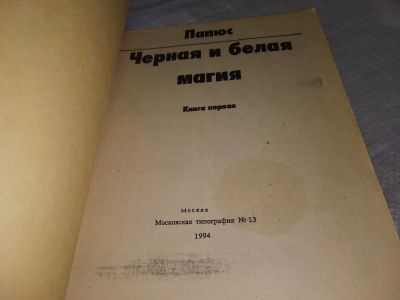 Папюс
Черная и белая
магия
Книга первая
Москва
Московская типография № 13
1994